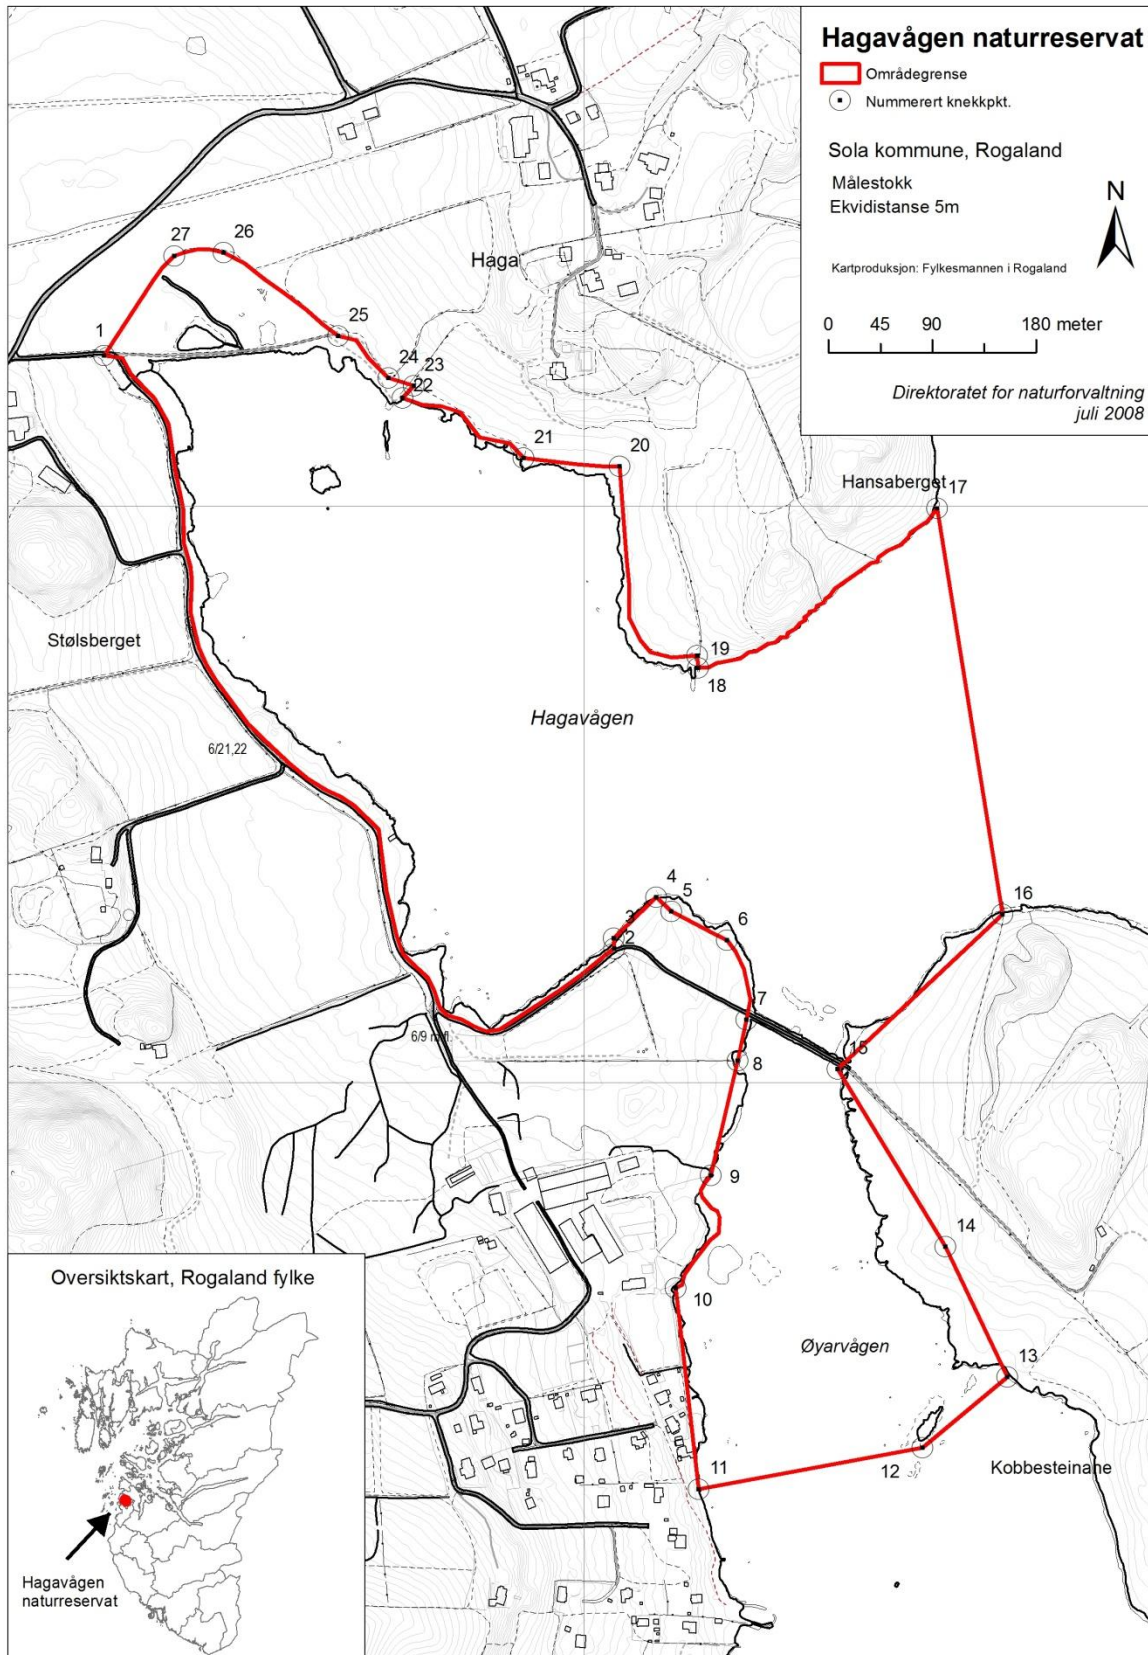 Hagavågen naturreservat
Områdegrense
Nummerert knekkpkt.
Sola kommune, Rogaland
Målestokk
Ekvidistanse 5m
N
Kartproduksjon: Fylkesmannen i Rogaland
0 45 90 180 meter
Direktoratet for naturforvaltning
juli 2008
27
26
Haga
1
25
24
23
22
21
20
Hansaberget
17
Stølsberget
19
18
Hagavågen
6/21,22
4
5
3
6
2
16
7
6/9 m.fl.
15
8
9
14
10
Øyarvågen
13
11
12
Kobbesteinane
Oversiktskart, Rogaland fylke
Hagavågen
naturreservat